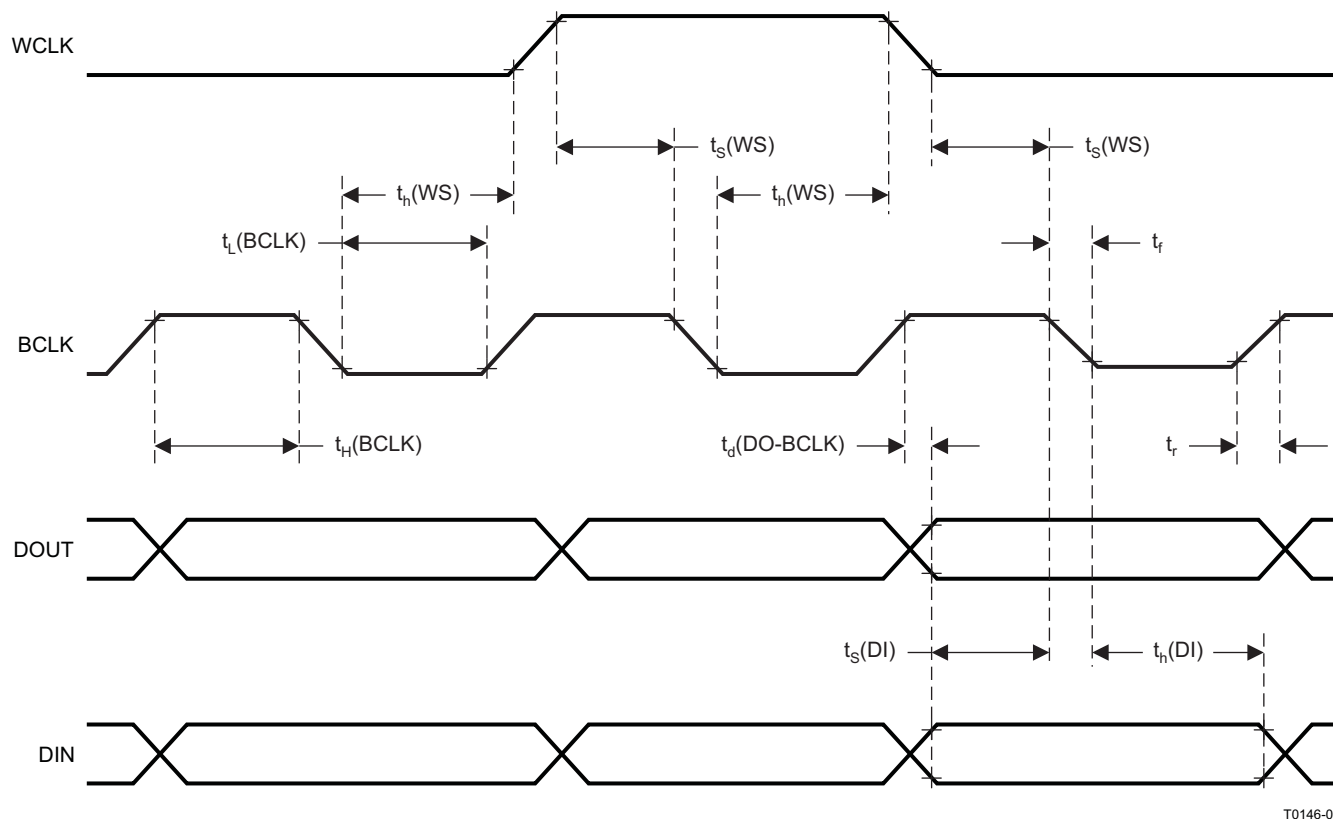 WCLK
tS(WS)
tS(WS)
th(WS)
th(WS)
tL(BCLK)
tf
BCLK
tH(BCLK)
td(DO-BCLK)
tr
DOUT
tS(DI)
th(DI)
DIN
T0146-0